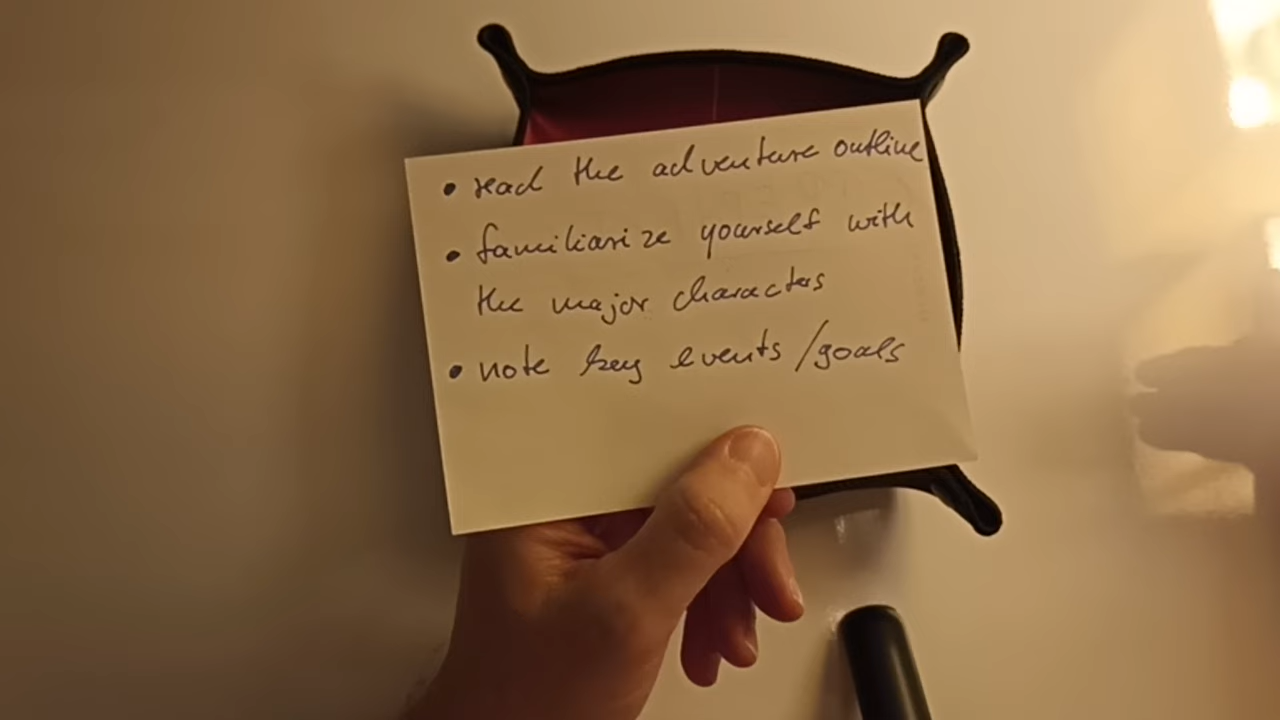 • read the adventure outline
• familiarize yourself with
the major characters
• note key events/goals